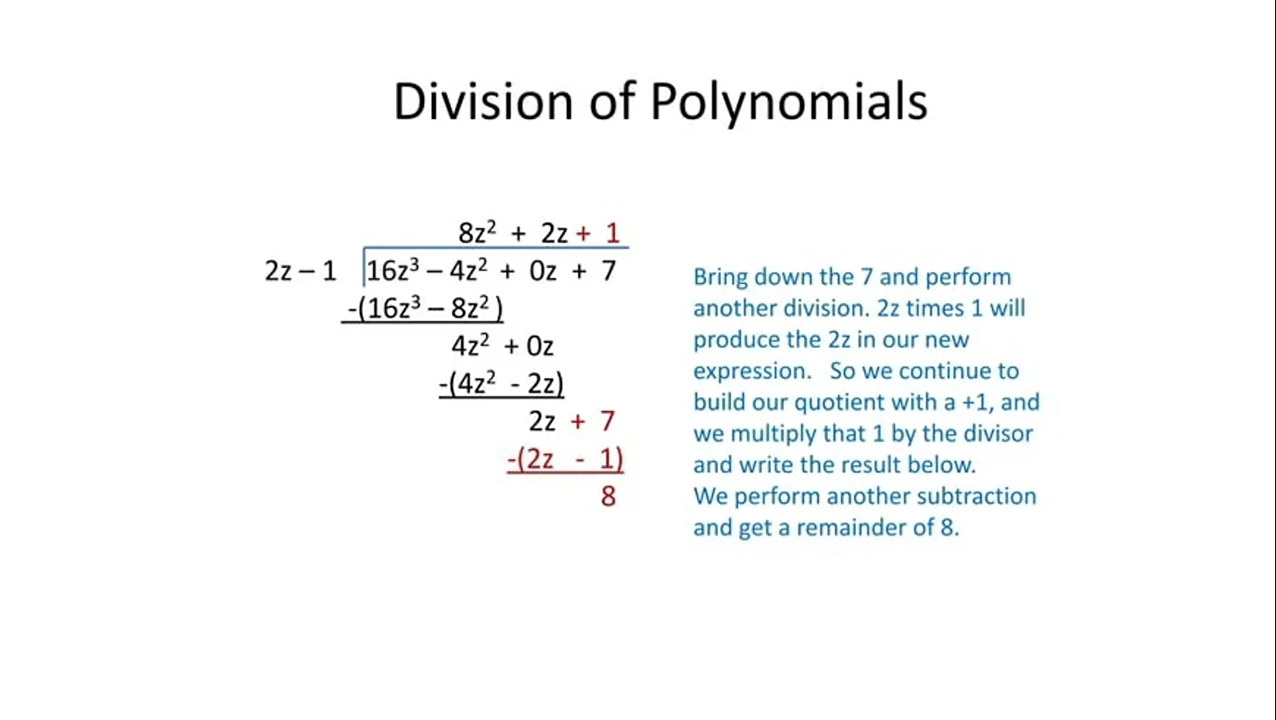 Division of Polynomials
8z² + 2z + 1
2z – 1 16z³ – 4z² + 0z + 7
-(16z³ – 8z² )
4z² + 0z
-(4z² - 2z)
2z + 7
-(2z - 1)
8
Bring down the 7 and perform
another division. 2z times 1 will
produce the 2z in our new
expression. So we continue to
build our quotient with a +1, and
we multiply that 1 by the divisor
and write the result below.
We perform another subtraction
and get a remainder of 8.